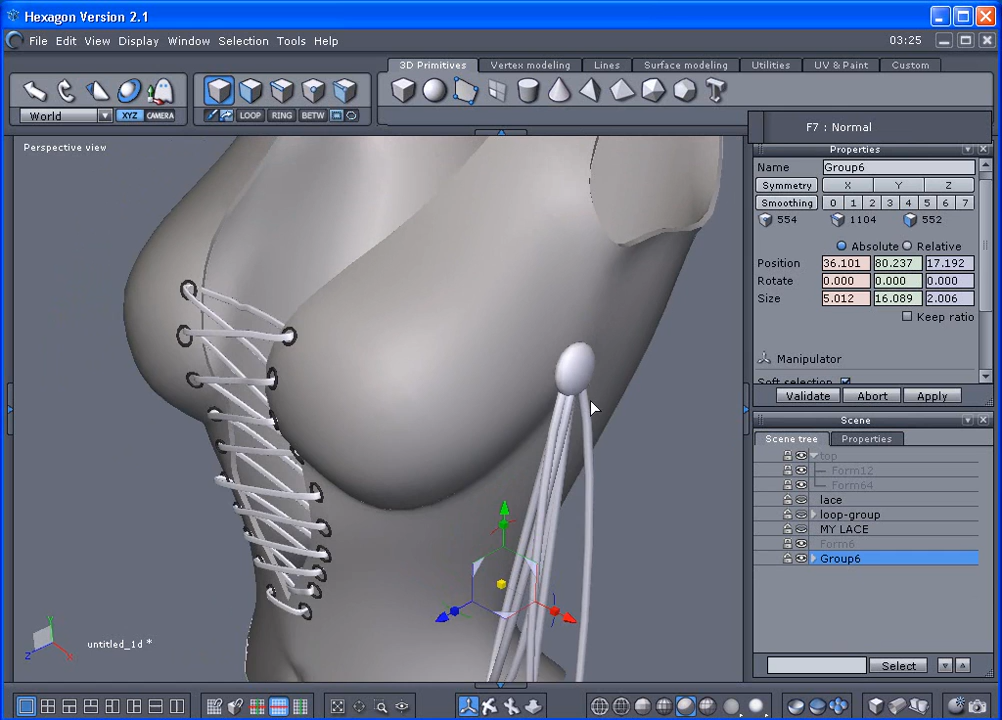 Hexagon Version 2.1
File Edit View Display Window Selection Tools Help 03:25
3D Primitives Vertex modeling Lines Surface modeling Utilities UV & Paint Custom
World XYZ CAMERA LOOP RING BETW
F7 : Normal
Perspective view
Properties
Name Group6
Symmetry X Y Z
Smoothing 0 1 2 3 4 5 6 7
554 1104 552
Absolute Relative
Position 36.101 80.237 17.192
Rotate 0.000 0.000 0.000
Size 5.012 16.089 2.006
Keep ratio
Manipulator
Soft selection
Validate Abort Apply
Scene
Scene tree Properties
top
Form12
Form64
lace
loop-group
MY LACE
Form6
Group6
y
z x
untitled_1d *
Select